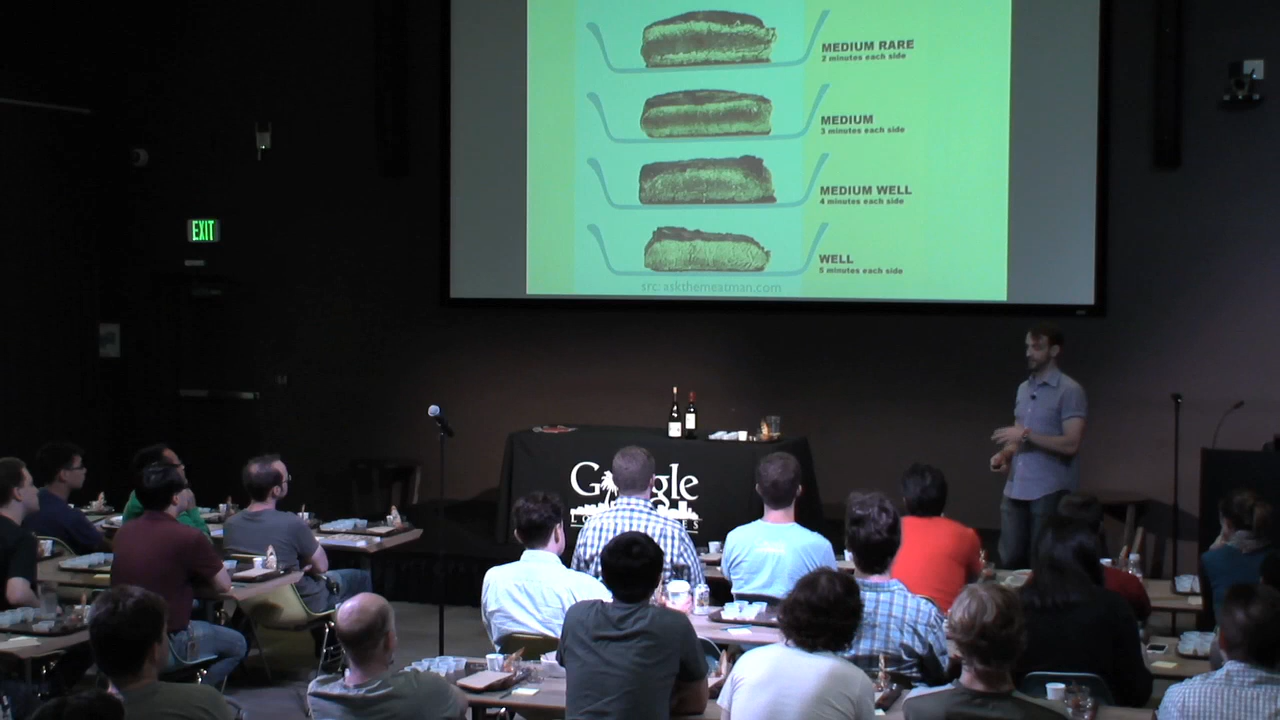 MEDIUM RARE
2 minutes each side
MEDIUM
3 minutes each side
MEDIUM WELL
4 minutes each side
WELL
5 minutes each side
src: askthemeatman.com
EXIT
Google